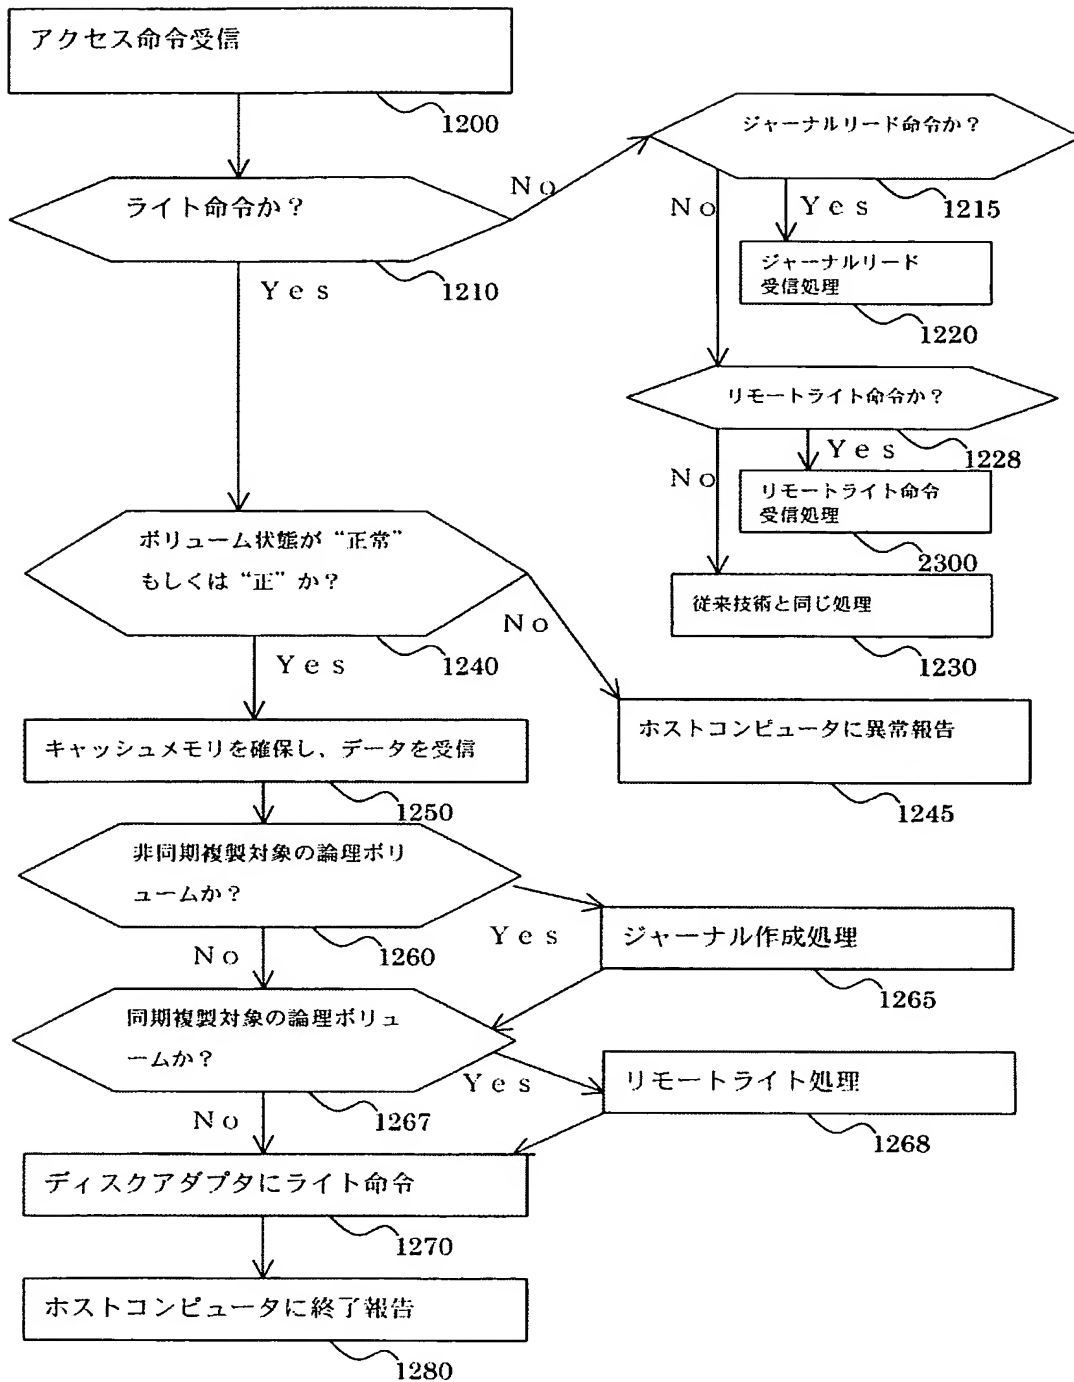 アクセス命令受信
1200
ライト命令か？
1210
No
Yes
ジャーナルリード命令か？
1215
No
Yes
ジャーナルリード
受信処理
1220
リモートライト命令か？
1228
No
Yes
リモートライト命令
受信処理
2300
従来技術と同じ処理
1230
ボリューム状態が“正常”
もしくは“正”か？
1240
No
Yes
ホストコンピュータに異常報告
1245
キャッシュメモリを確保し、データを受信
1250
非同期複製対象の論理ボリ
ュームか？
1260
Yes
No
ジャーナル作成処理
1265
同期複製対象の論理ボリュ
ームか？
1267
Yes
No
リモートライト処理
1268
ディスクアダプタにライト命令
1270
ホストコンピュータに終了報告
1280